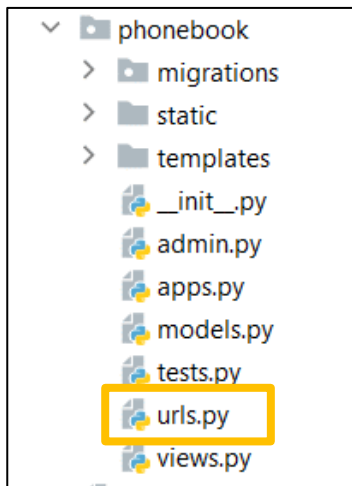 phonebook
migrations
static
templates
__init__.py
admin.py
apps.py
models.py
tests.py
urls.py
views.py